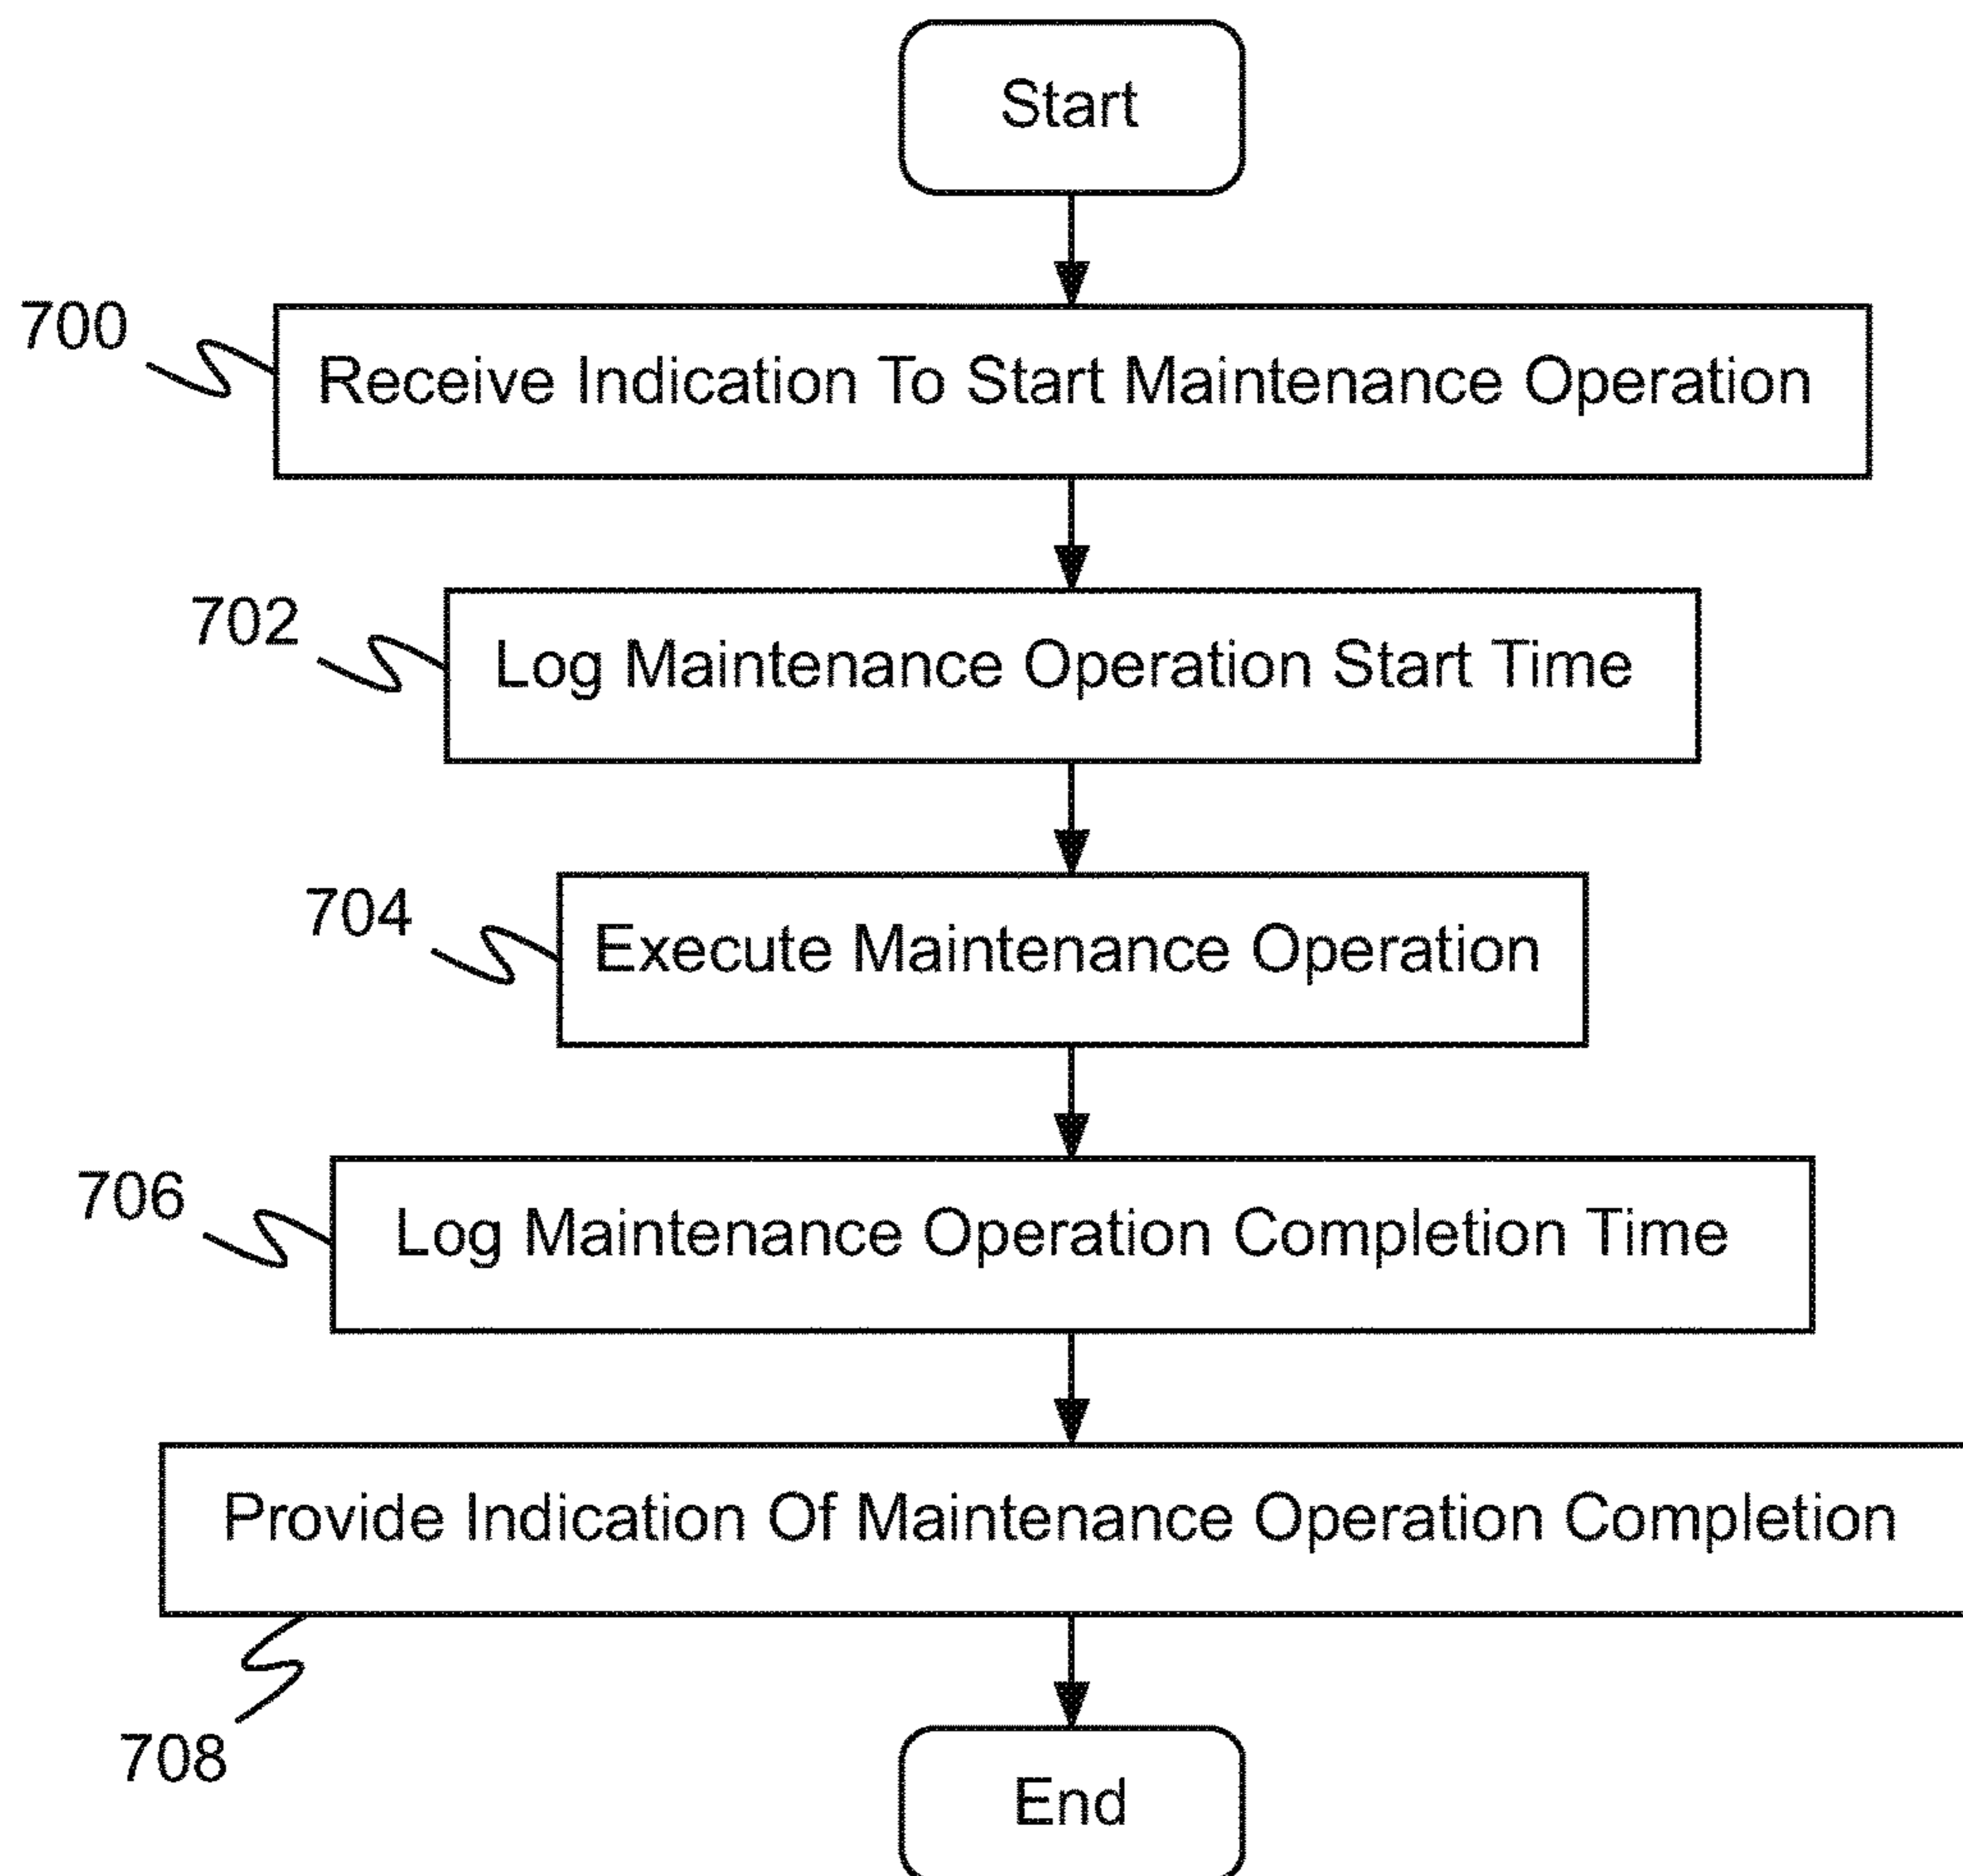 Start
700
Receive Indication To Start Maintenance Operation
702
Log Maintenance Operation Start Time
704
Execute Maintenance Operation
706
Log Maintenance Operation Completion Time
Provide Indication Of Maintenance Operation Completion
708
End